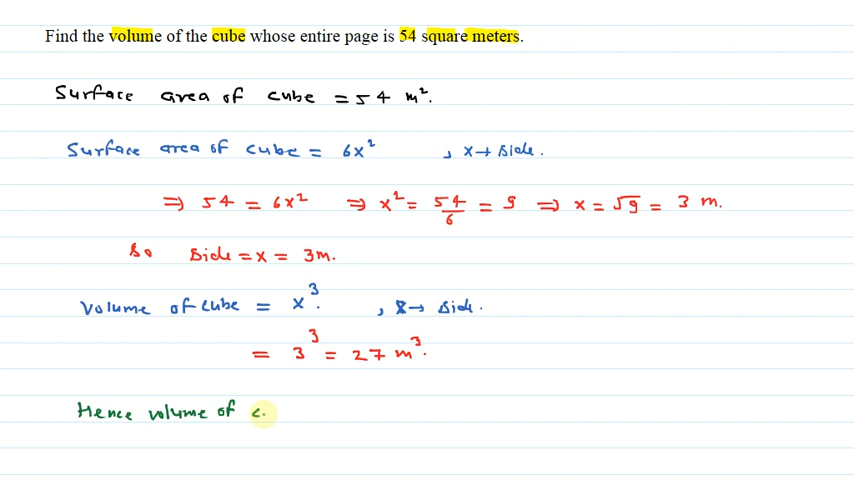 Find the volume of the cube whose entire page is 54 square meters.
Surface area of cube = 54 m².
Surface area of cube = 6x² , x → side.
⇒ 54 = 6x² ⇒ x² = 54/6 = 9 ⇒ x = √9 = 3 m.
So side = x = 3m.
Volume of cube = x³. , x → side.
= 3³ = 27 m³.
Hence volume of c